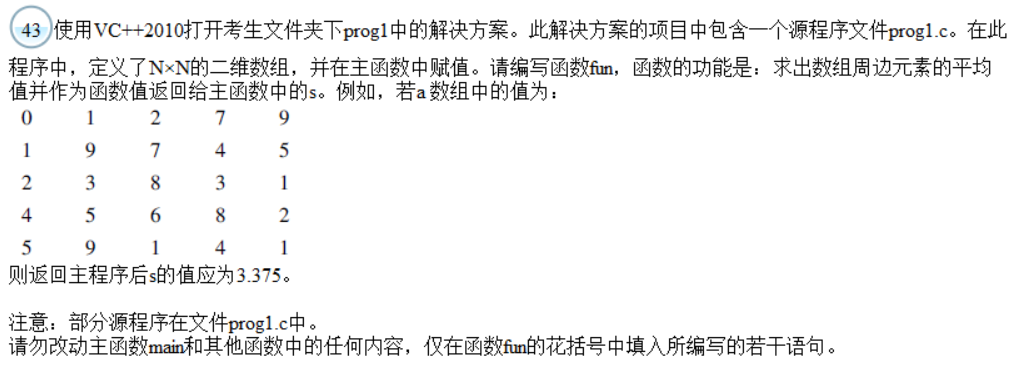 43 使用VC++2010打开考生文件夹下prog1中的解决方案。此解决方案的项目中包含一个源程序文件prog1.c。在此
程序中，定义了N×N的二维数组，并在主函数中赋值。请编写函数fun，函数的功能是：求出数组周边元素的平均
值并作为函数值返回给主函数中的s。例如，若a 数组中的值为：
0 1 2 7 9
1 9 7 4 5
2 3 8 3 1
4 5 6 8 2
5 9 1 4 1
则返回主程序后s的值应为3.375。
注意：部分源程序在文件prog1.c中。
请勿改动主函数main和其他函数中的任何内容，仅在函数fun的花括号中填入所编写的若干语句。